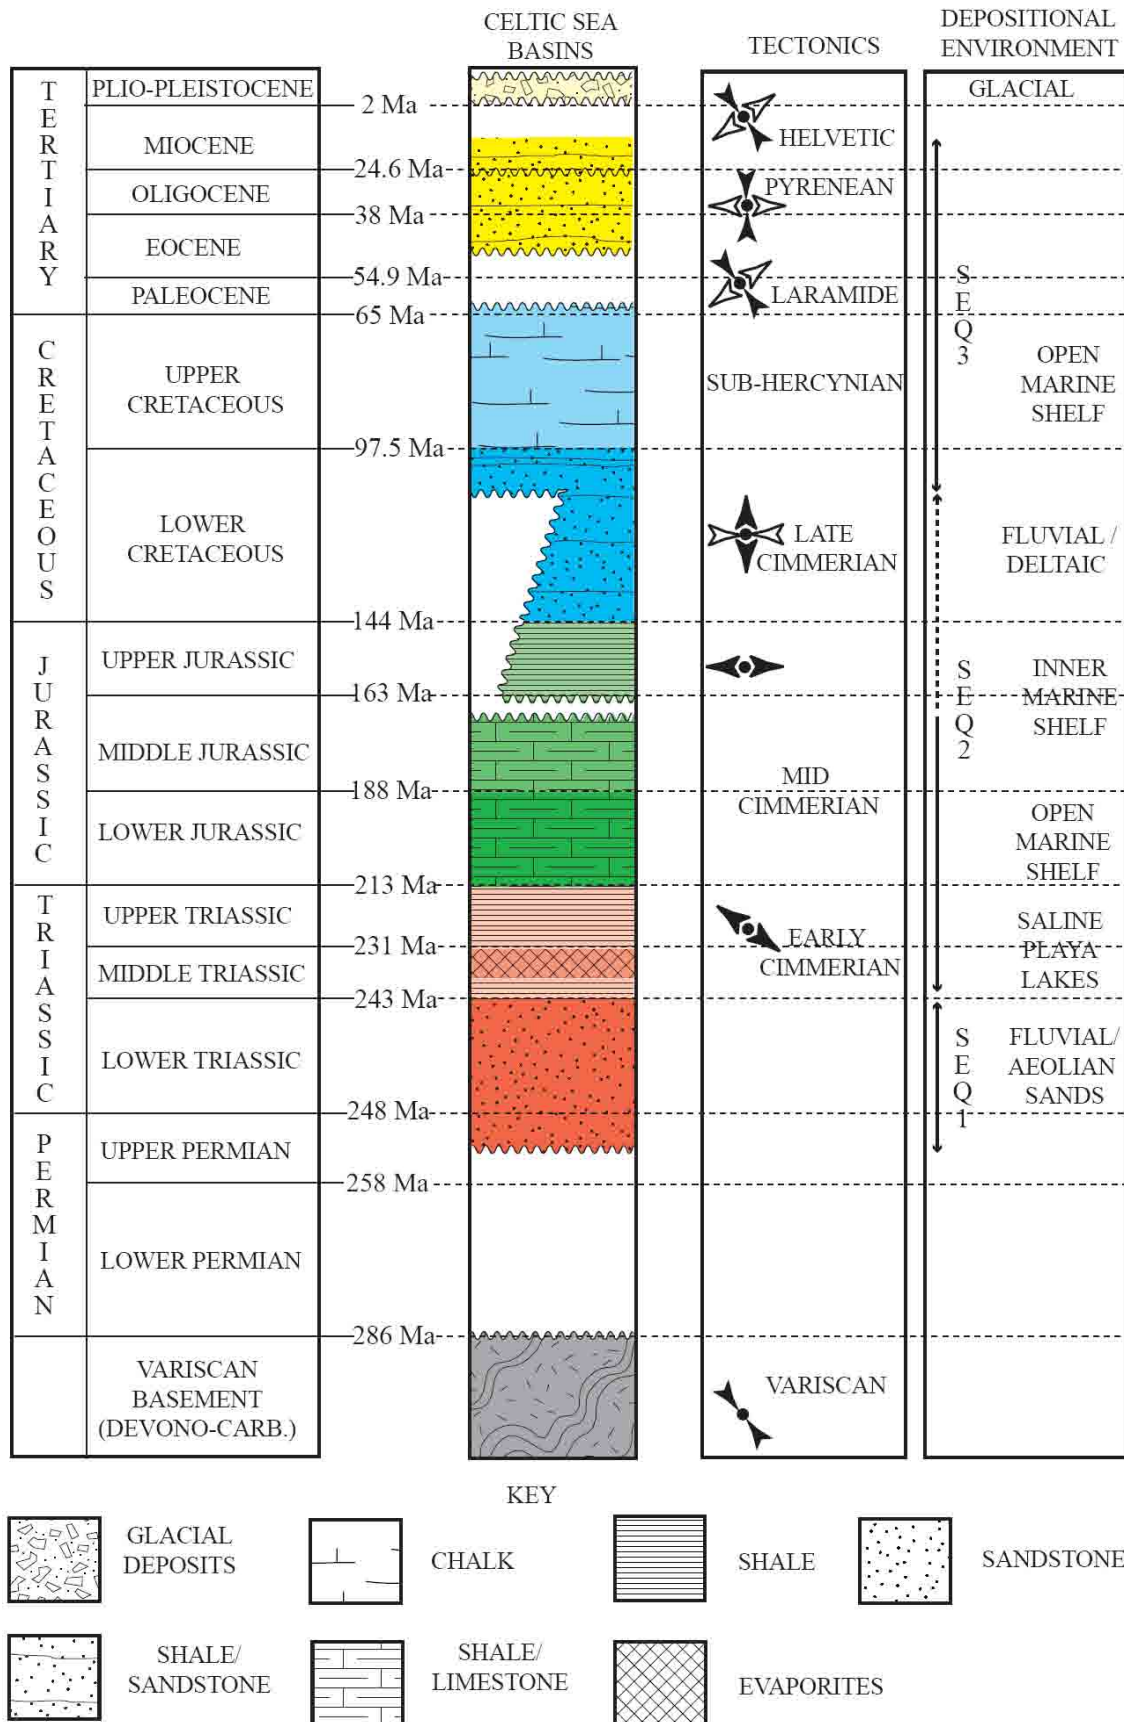 CELTIC SEA
BASINS
TECTONICS
DEPOSITIONAL
ENVIRONMENT
TERTIARY
PLIO-PLEISTOCENE
2 Ma
MIOCENE
24.6 Ma
OLIGOCENE
38 Ma
EOCENE
54.9 Ma
PALEOCENE
65 Ma
CRETACEOUS
UPPER
CRETACEOUS
97.5 Ma
LOWER
CRETACEOUS
144 Ma
JURASSIC
UPPER JURASSIC
163 Ma
MIDDLE JURASSIC
188 Ma
LOWER JURASSIC
213 Ma
TRIASSIC
UPPER TRIASSIC
231 Ma
MIDDLE TRIASSIC
243 Ma
LOWER TRIASSIC
248 Ma
PERMIAN
UPPER PERMIAN
258 Ma
LOWER PERMIAN
286 Ma
VARISCAN
BASEMENT
(DEVONO-CARB.)
HELVETIC
PYRENEAN
LARAMIDE
SUB-HERCYNIAN
LATE
CIMMERIAN
MID
CIMMERIAN
EARLY
CIMMERIAN
VARISCAN
GLACIAL
SEQ3
OPEN
MARINE
SHELF
FLUVIAL /
DELTAIC
SEQ2
INNER
MARINE
SHELF
OPEN
MARINE
SHELF
SALINE
PLAYA
LAKES
SEQ1
FLUVIAL/
AEOLIAN
SANDS
KEY
GLACIAL
DEPOSITS
CHALK
SHALE
SANDSTONE
SHALE/
SANDSTONE
SHALE/
LIMESTONE
EVAPORITES